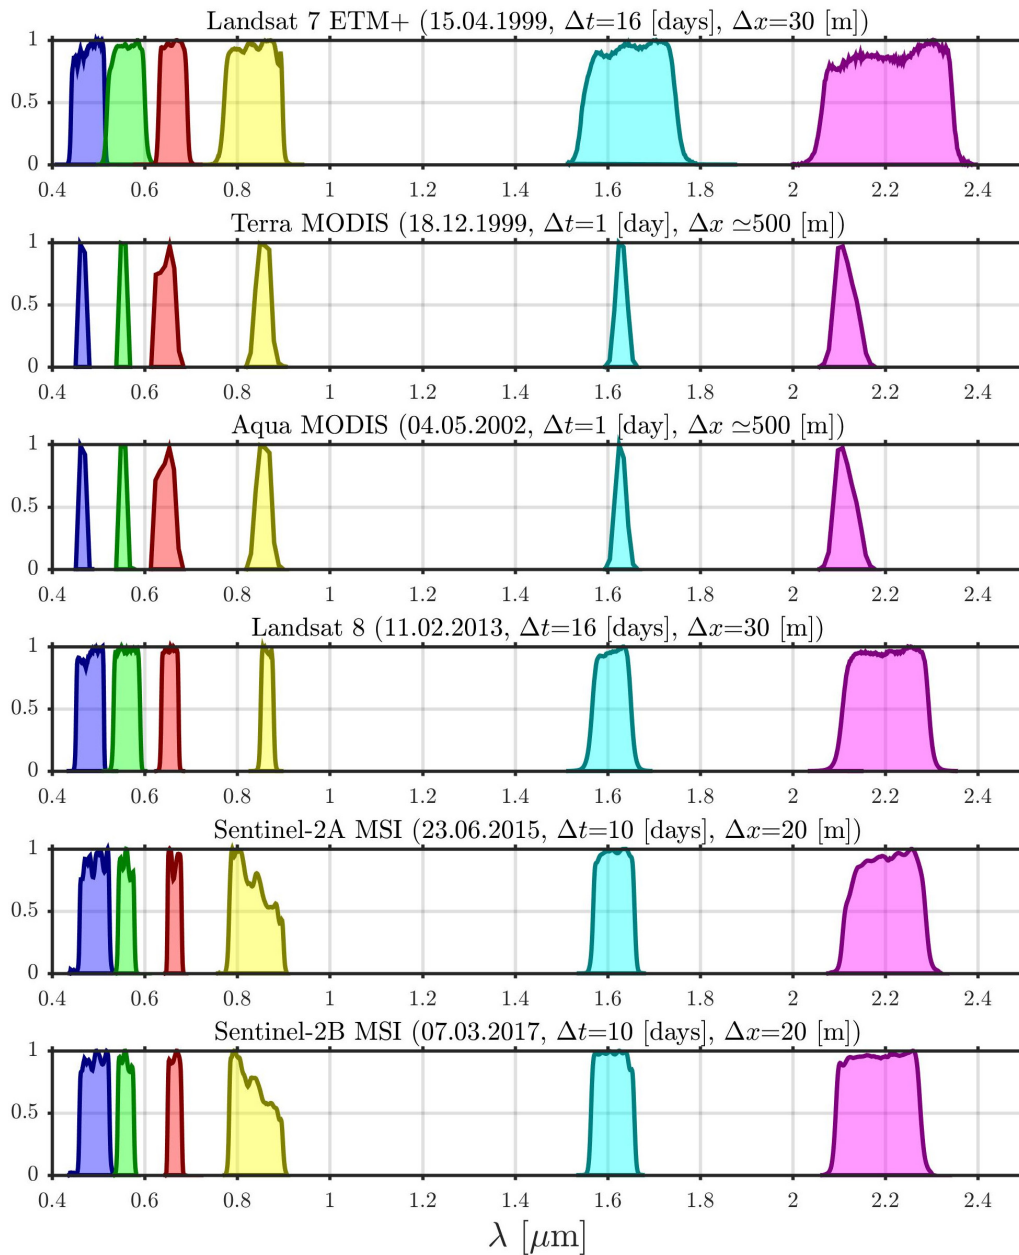 Landsat 7 ETM+ (15.04.1999, Δt=16 [days], Δx=30 [m])
1
0.5
0
0.4 0.6 0.8 1 1.2 1.4 1.6 1.8 2 2.2 2.4
Terra MODIS (18.12.1999, Δt=1 [day], Δx ≃500 [m])
1
0.5
0
0.4 0.6 0.8 1 1.2 1.4 1.6 1.8 2 2.2 2.4
Aqua MODIS (04.05.2002, Δt=1 [day], Δx ≃500 [m])
1
0.5
0
0.4 0.6 0.8 1 1.2 1.4 1.6 1.8 2 2.2 2.4
Landsat 8 (11.02.2013, Δt=16 [days], Δx=30 [m])
1
0.5
0
0.4 0.6 0.8 1 1.2 1.4 1.6 1.8 2 2.2 2.4
Sentinel-2A MSI (23.06.2015, Δt=10 [days], Δx=20 [m])
1
0.5
0
0.4 0.6 0.8 1 1.2 1.4 1.6 1.8 2 2.2 2.4
Sentinel-2B MSI (07.03.2017, Δt=10 [days], Δx=20 [m])
1
0.5
0
0.4 0.6 0.8 1 1.2 1.4 1.6 1.8 2 2.2 2.4
λ [μm]